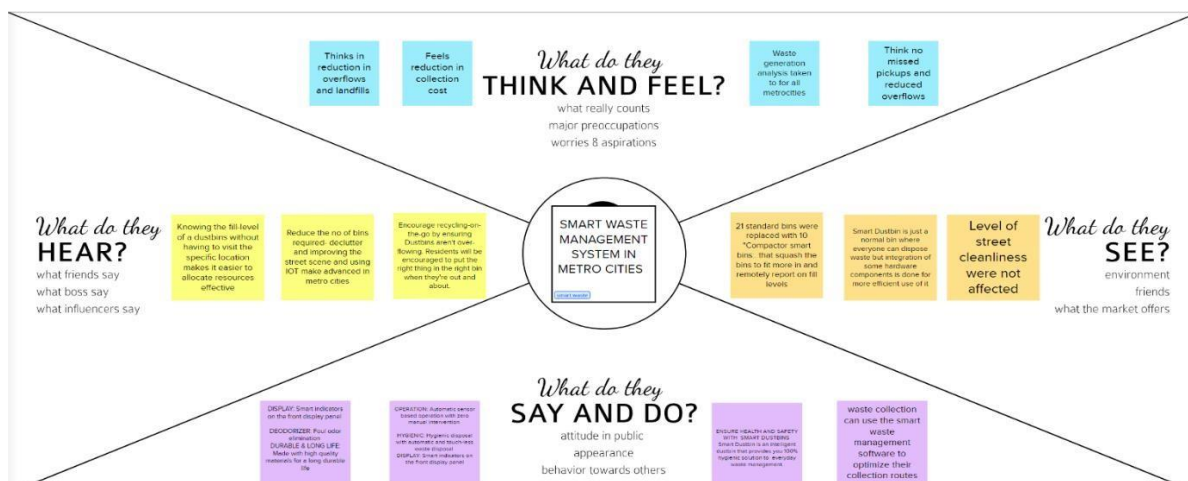 What do they
THINK AND FEEL?
what really counts
major preoccupations
worries & aspirations
Thinks in
reduction in
overflows
and landfills
Feels
reduction in
collection
cost
Waste
generation
analysis taken
to for all
metrocities
Think no
missed
pickups and
reduced
overflows
What do they
HEAR?
what friends say
what boss say
what influencers say
Knowing the fill-level
of a dustbins without
having to visit the
specific location
makes it easier to
allocate resources
effective
Reduce the no of bins
required- declutter
and improving the
street scene and using
IOT make advanced in
metro cities
Encourage recycling-on-
the-go by ensuring
Dustbins aren't over-
flowing. Residents will be
encouraged to put the
right thing in the right bin
when they're out and
about.
SMART WASTE
MANAGEMENT
SYSTEM IN
METRO CITIES
smart waste
21 standard bins were
replaced with 10
"Compactor smart
bins that squash the
bins to fit more in and
remotely report on fill
levels
Smart Dustbin is just a
normal bin where
everyone can dispose
waste but integration of
some hardware
components is done for
more efficient use of it
Level of
street
cleanliness
were not
affected
What do they
SEE?
environment
friends
what the market offers
What do they
SAY AND DO?
attitude in public
appearance
behavior towards others
DISPLAY: Smart indicators
on the front display panel
DEODORIZER: Foul odor
elimination
DURABLE & LONG LIFE:
Made with high quality
materials for a long durable
life
OPERATION: Automatic sensor
based operation with zero
manual intervention
HYGIENIC: Hygienic disposal
with automatic and touch-less
waste disposal
DISPLAY: Smart indicators on
the front display panel
ENSURE HEALTH AND SAFETY
WITH SMART DUSTBINS
Smart Dustbin is an intelligent
dustbin that provides you 100%
hygienic solution to everyday
waste management
waste collection
can use the smart
waste
management
software to
optimize their
collection routes